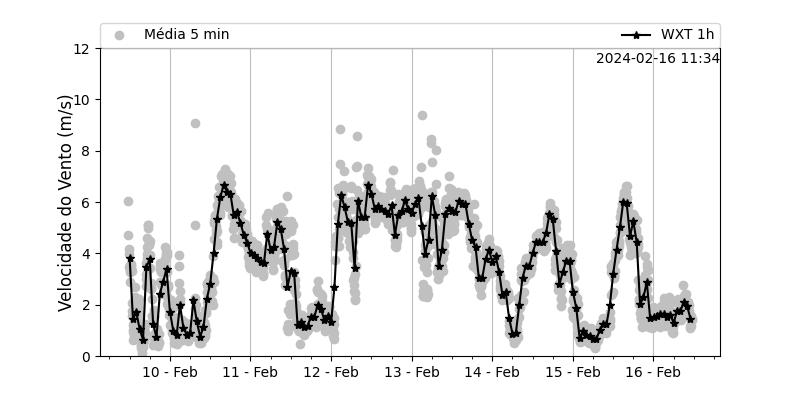 Média 5 min
WXT 1h
2024-02-16 11:34
Velocidade do Vento (m/s)
12
10
8
6
4
2
0
10 - Feb
11 - Feb
12 - Feb
13 - Feb
14 - Feb
15 - Feb
16 - Feb